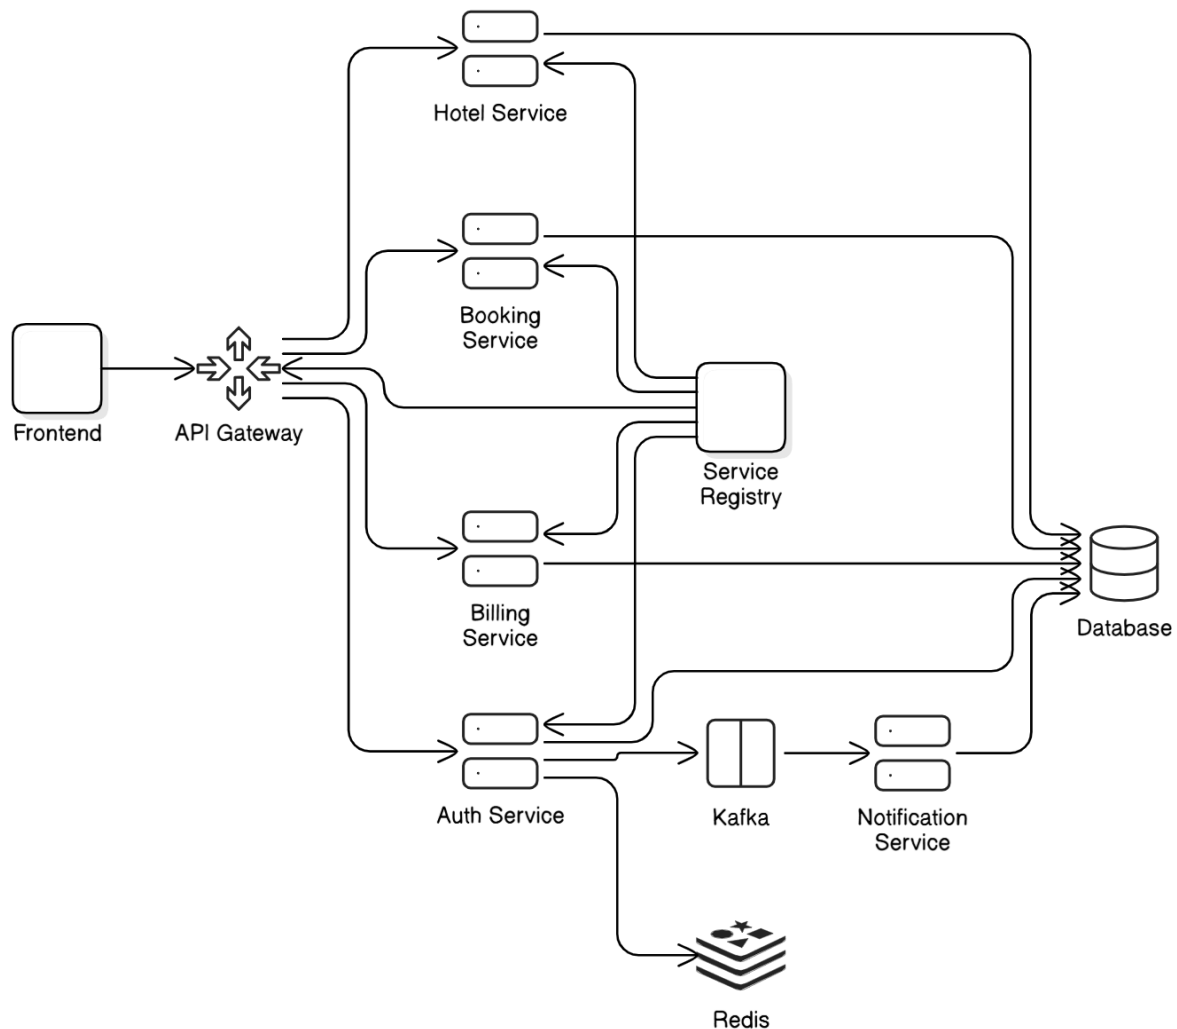 Hotel Service
Booking
Service
Frontend
API Gateway
Service
Registry
Billing
Service
Database
Auth Service
Kafka
Notification
Service
Redis